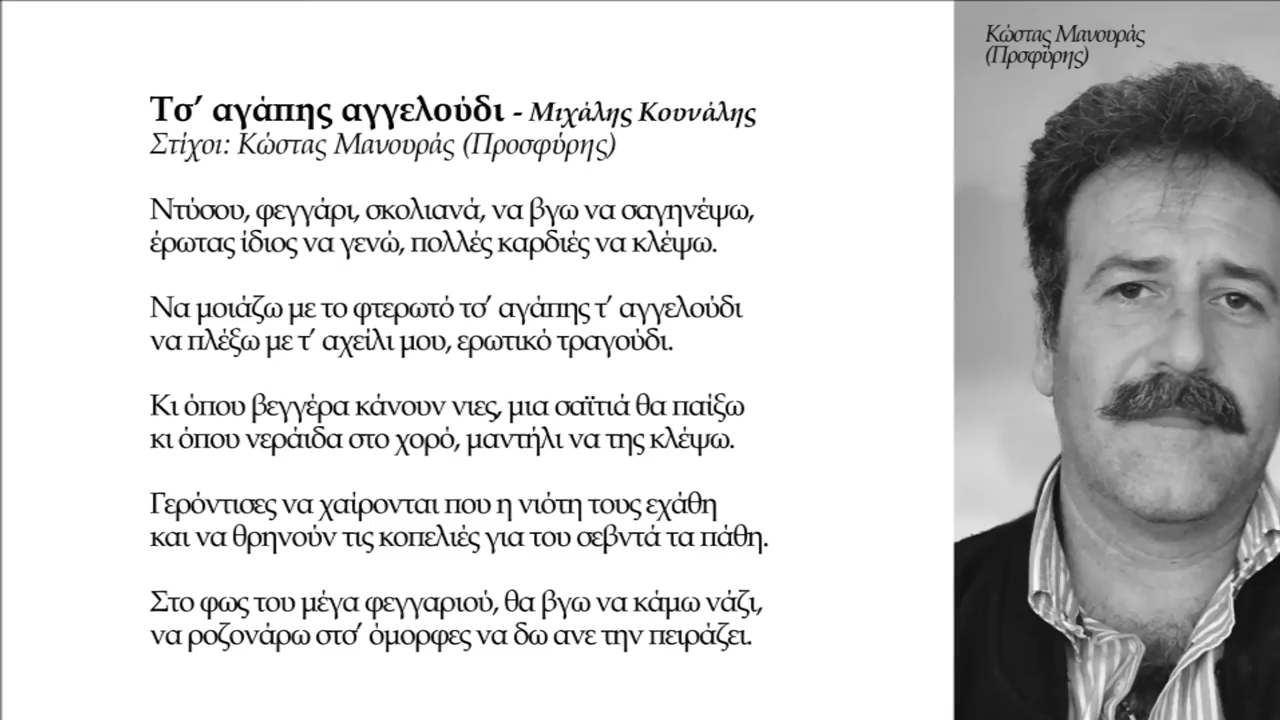 Τσ’ αγάπης αγγελούδι - Μιχάλης Κουνάλης
Στίχοι: Κώστας Μανουράς (Προσφύρης)
Ντύσου, φεγγάρι, σκολιανά, να βγω να σαγηνέψω,
έρωτας ίδιος να γενώ, πολλές καρδιές να κλέψω.
Να μοιάζω με το φτερωτό τσ’ αγάπης τ’ αγγελούδι
να πλέξω με τ’ αχείλι μου, ερωτικό τραγούδι.
Κι όπου βεγγέρα κάνουν νιες, μια σαϊτιά θα παίξω
κι όπου νεράιδα στο χορό, μαντήλι να της κλέψω.
Γερόντισες να χαίρονται που η νιότη τους εχάθη
και να θρηνούν τις κοπελιές για του σεβντά τα πάθη.
Στο φως του μέγα φεγγαριού, θα βγω να κάμω νάζι,
να ροζονάρω στσ’ όμορφες να δω ανε την πειράζει.
Κώστας Μανουράς
(Προσφύρης)